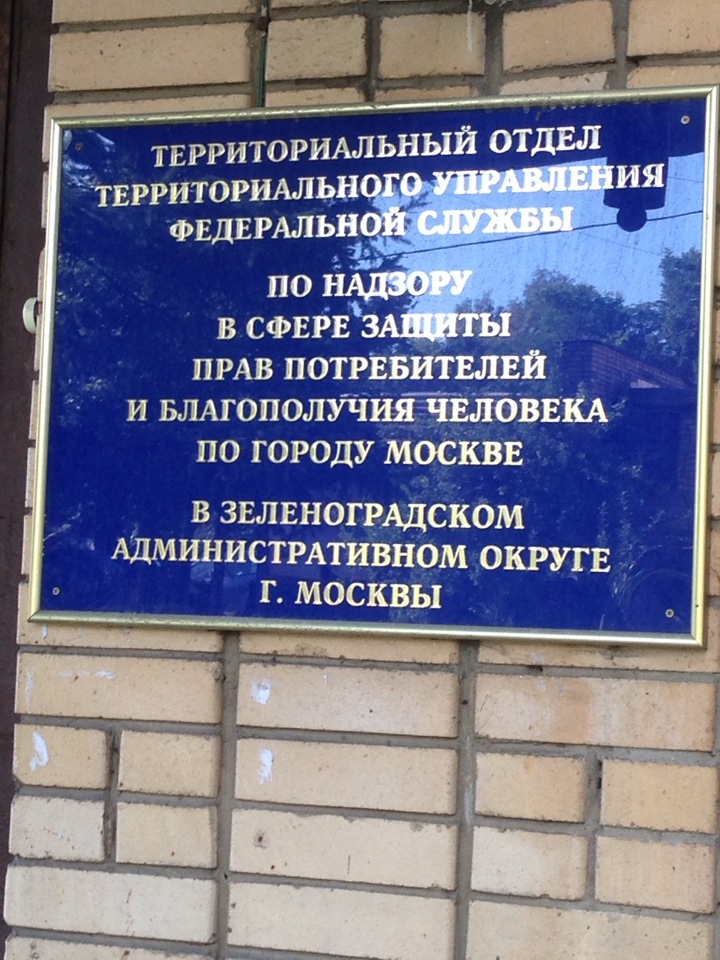 ТЕРРИТОРИАЛЬНЫЙ ОТДЕЛ
ТЕРРИТОРИАЛЬНОГО УПРАВЛЕНИЯ
ФЕДЕРАЛЬНОЙ СЛУЖБЫ
ПО НАДЗОРУ
В СФЕРЕ ЗАЩИТЫ
ПРАВ ПОТРЕБИТЕЛЕЙ
И БЛАГОПОЛУЧИЯ ЧЕЛОВЕКА
ПО ГОРОДУ МОСКВЕ
В ЗЕЛЕНОГРАДСКОМ
АДМИНИСТРАТИВНОМ ОКРУГЕ
Г. МОСКВЫ